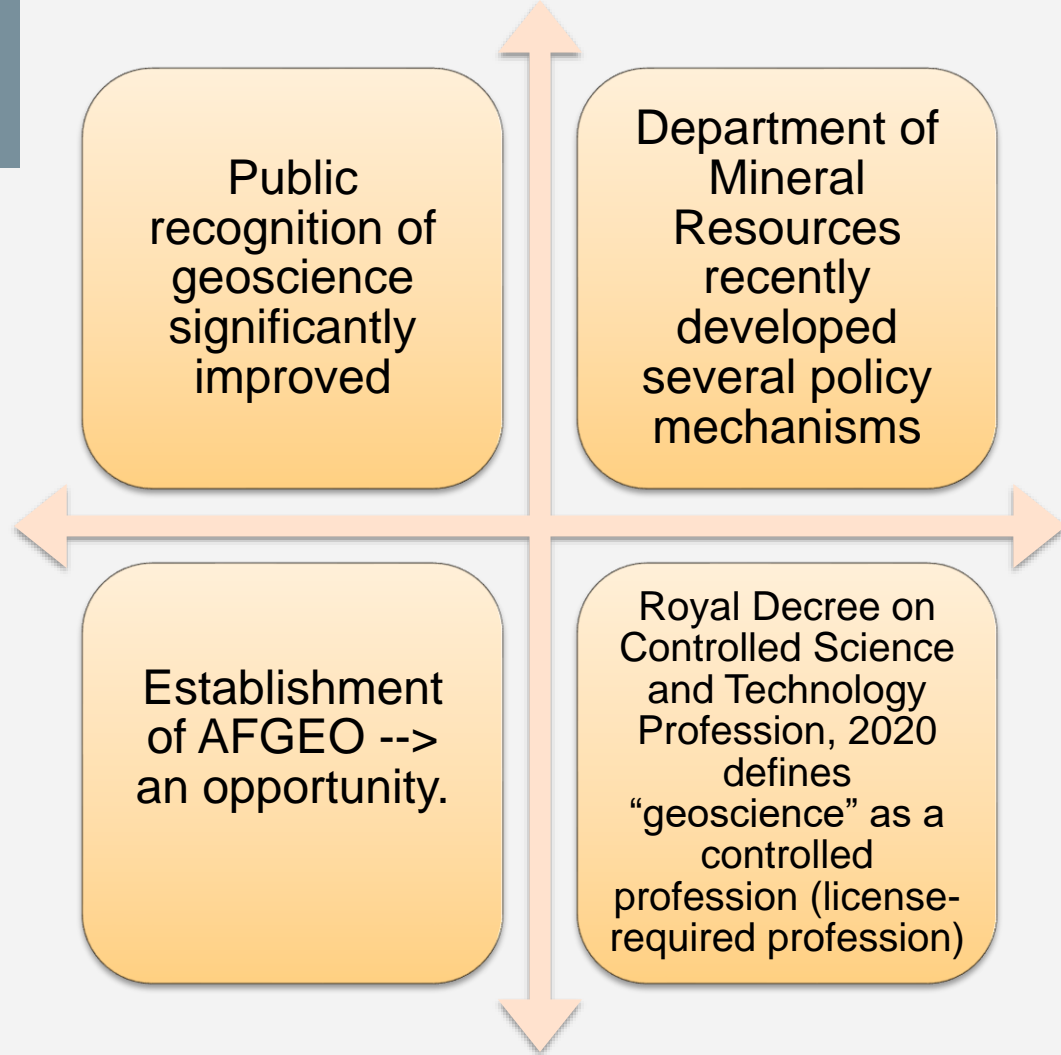 Public
recognition of
geoscience
significantly
improved
Department of
Mineral
Resources
recently
developed
several policy
mechanisms
Establishment
of AFGEO -->
an opportunity.
Royal Decree on
Controlled Science
and Technology
Profession, 2020
defines
“geoscience” as a
controlled
profession (license-
required profession)